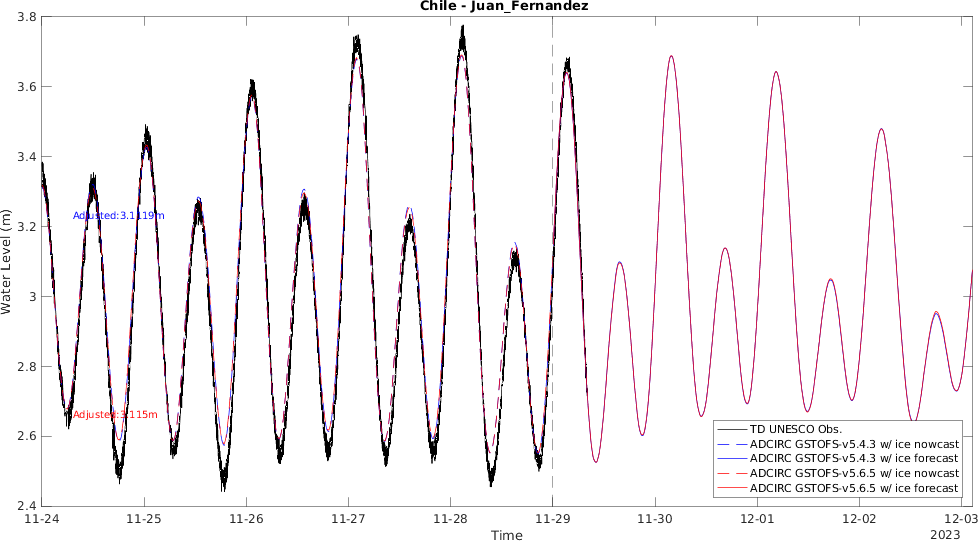 Chile - Juan_Fernandez
3.8
3.6
3.4
3.2
3
2.8
2.6
2.4
Water Level (m)
Adjusted:3.1119m
Adjusted:3.115m
TD UNESCO Obs.
ADCIRC GSTOFS-v5.4.3 w/ ice nowcast
ADCIRC GSTOFS-v5.4.3 w/ ice forecast
ADCIRC GSTOFS-v5.6.5 w/ ice nowcast
ADCIRC GSTOFS-v5.6.5 w/ ice forecast
11-24 11-25 11-26 11-27 11-28 11-29 11-30 12-01 12-02 12-03
Time
2023